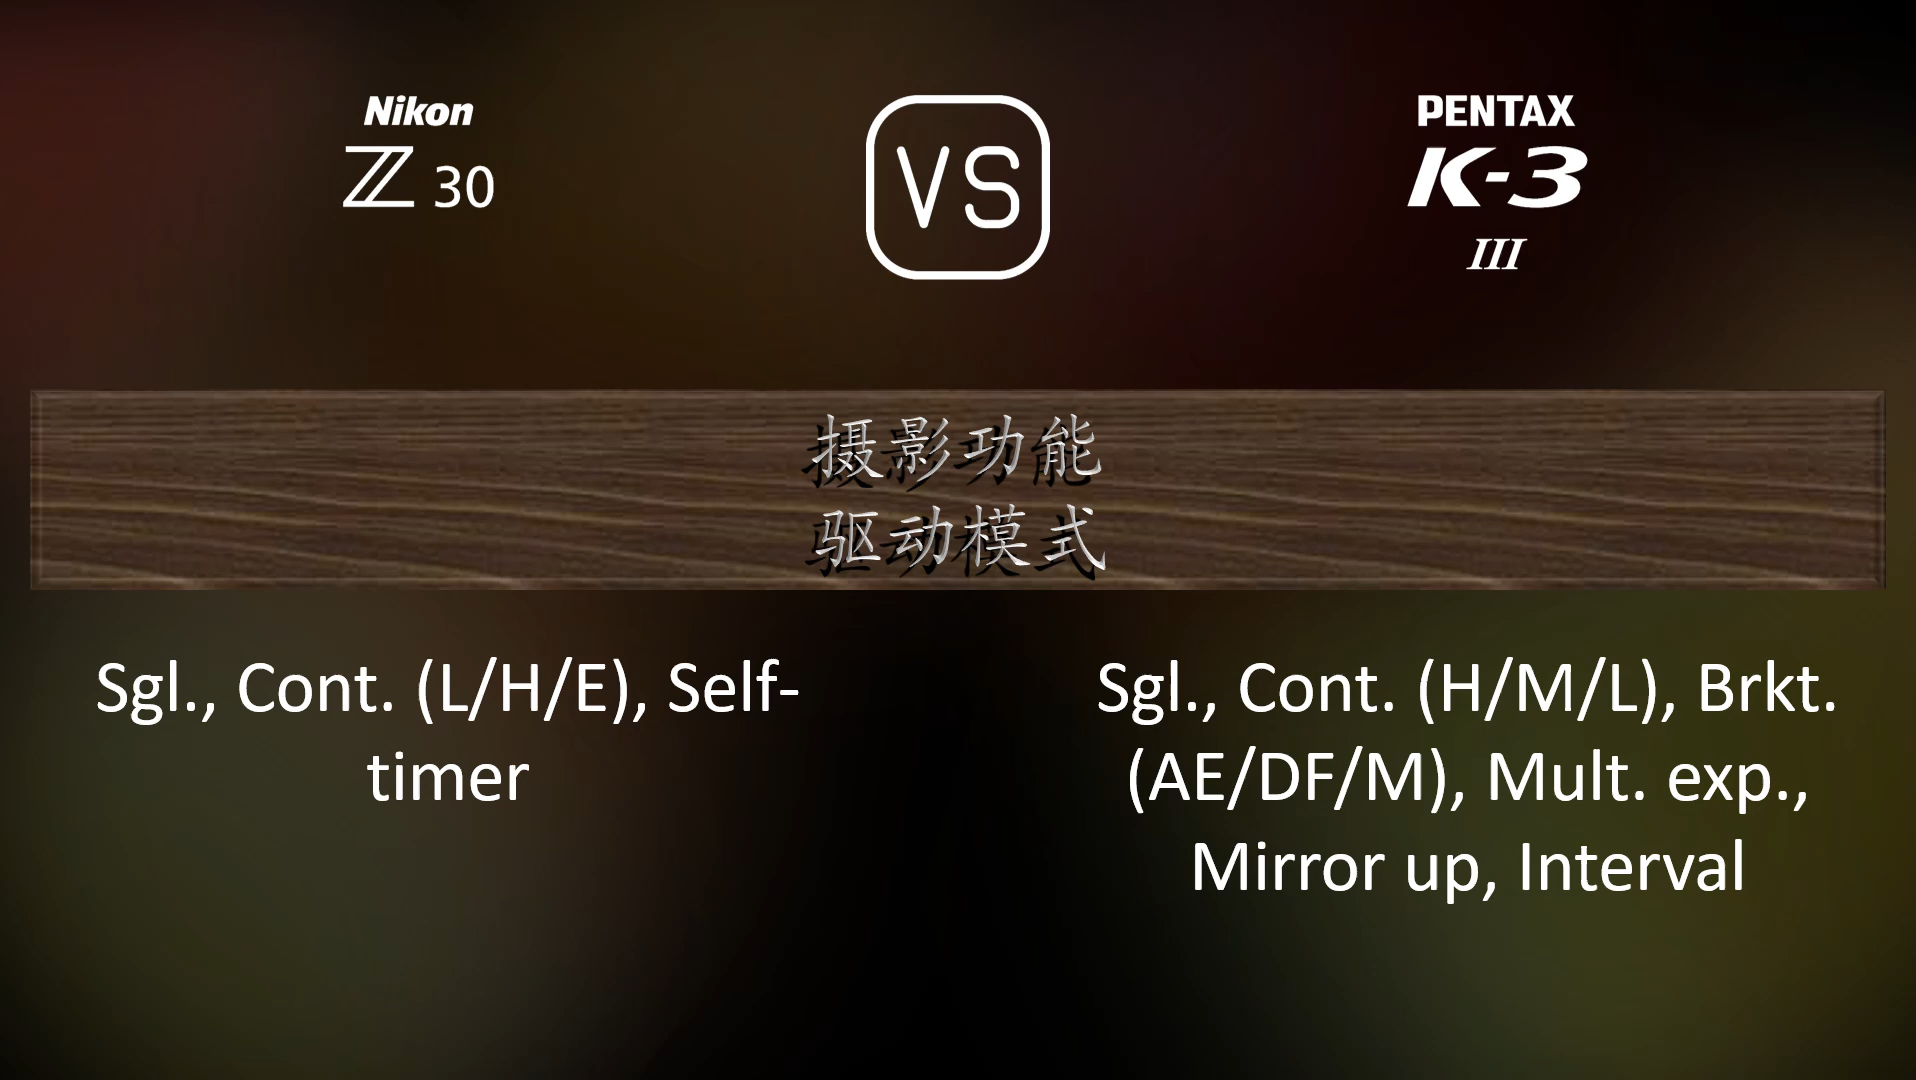 Nikon
Z 30
VS
PENTAX
K-3
III
摄影功能
驱动模式
Sgl., Cont. (L/H/E), Self-
timer
Sgl., Cont. (H/M/L), Brkt.
(AE/DF/M), Mult. exp.,
Mirror up, Interval